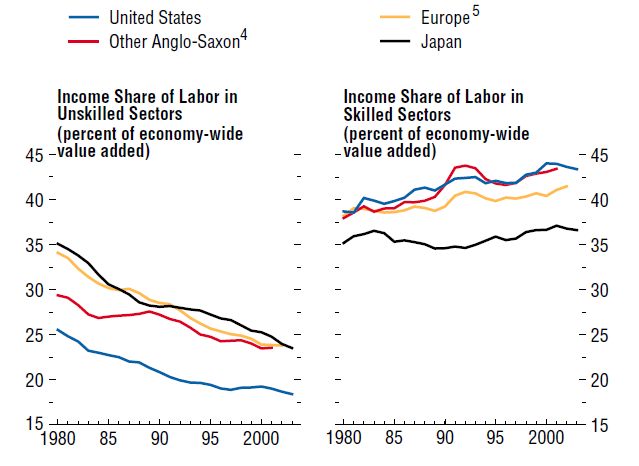 United States
Other Anglo-Saxon4
Europe5
Japan
Income Share of Labor in
Unskilled Sectors
(percent of economy-wide
value added)
45
40
35
30
25
20
15
1980 85 90 95 2000
Income Share of Labor in
Skilled Sectors
(percent of economy-wide
value added)
45
40
35
30
25
20
15
1980 85 90 95 2000